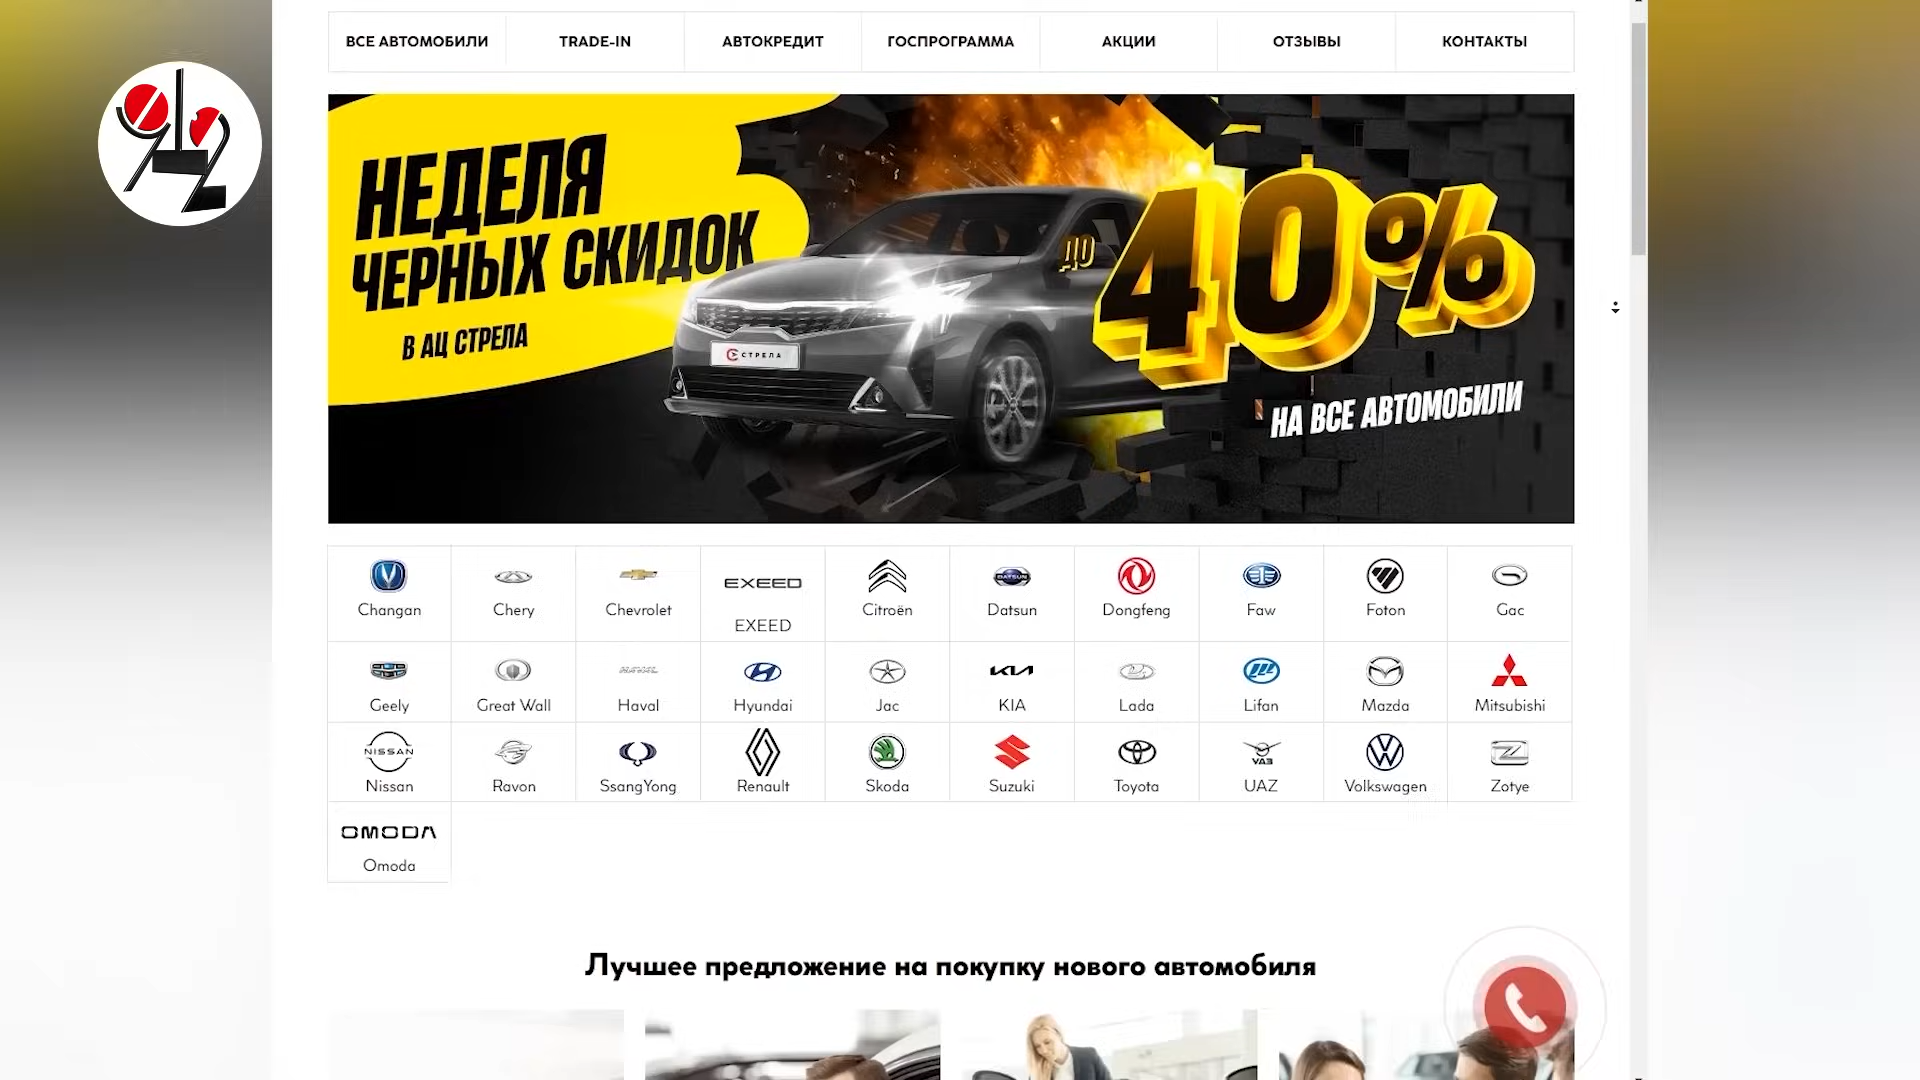 ВСЕ АВТОМОБИЛИ TRADE-IN АВТОКРЕДИТ ГОСПРОГРАММА АКЦИИ ОТЗЫВЫ КОНТАКТЫ
НЕДЕЛЯ
ЧЕРНЫХ СКИДОК
В АЦ СТРЕЛА
СТРЕЛА
ДО 40%
НА ВСЕ АВТОМОБИЛИ
EXEED DATSUN
Changan Chery Chevrolet EXEED Citroën Datsun Dongfeng Faw Foton Gac
KIA
Geely Great Wall Haval Hyundai Jac KIA Lada Lifan Mazda Mitsubishi
NISSAN УАЗ
Nissan Ravon SsangYong Renault Skoda Suzuki Toyota UAZ Volkswagen Zotye
OMODA
Omoda
Лучшее предложение на покупку нового автомобиля